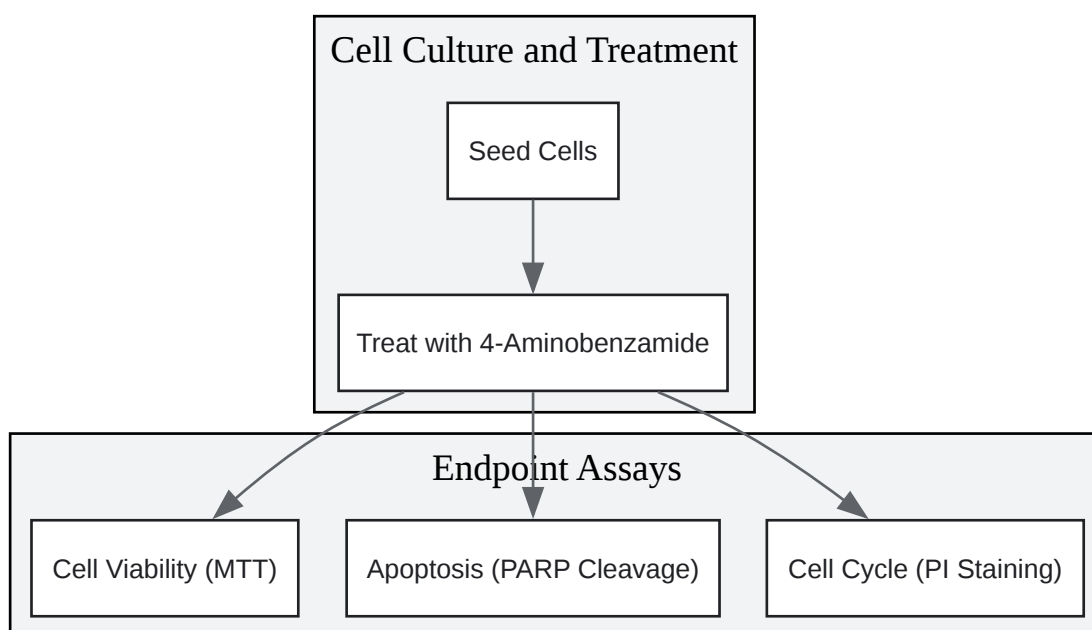 Cell Culture and Treatment
Seed Cells
Treat with 4-Aminobenzamide
Endpoint Assays
Cell Viability (MTT)
Apoptosis (PARP Cleavage)
Cell Cycle (PI Staining)